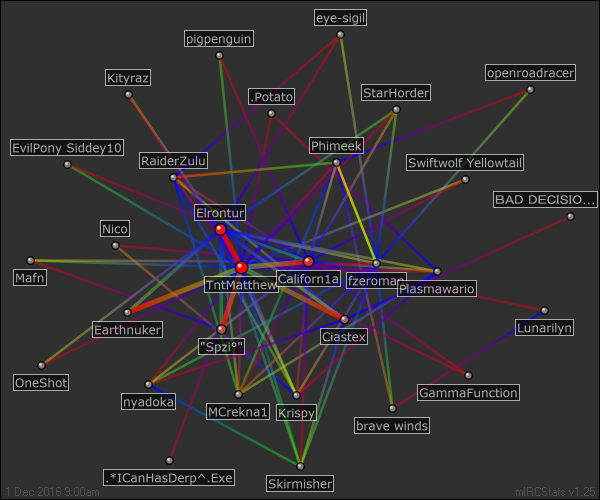 eye-sigil
pigpenguin
openroadracer
Kityraz
.Potato
StarHorder
EvilPony Siddey10
Phimeek
RaiderZulu
Swiftwolf Yellowtail
BAD DECISIO...
Elrontur
Nico
Mafn
TntMatthew
Californ1a
fzeroman
Plasmawario
Earthnuker
"Spzi°"
Ciastex
Lunarilyn
OneShot
nyadoka
MCrekna1
Krispy
brave winds
GammaFunction
.*ICanHasDerp^.Exe
Skirmisher
1 Dec 2016 9:00am
mIRCStats v1.25